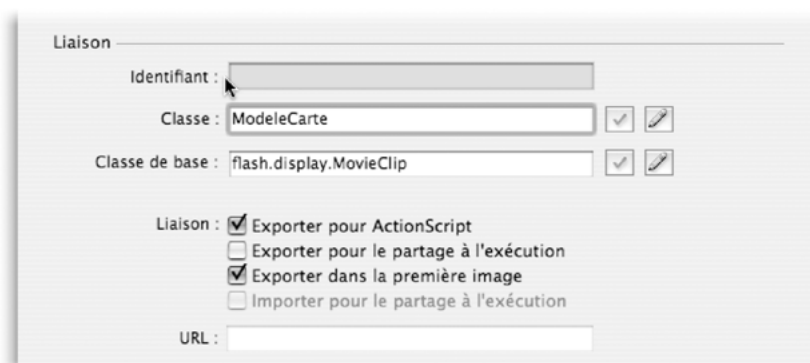 Liaison
Identifiant :
Classe : ModeleCarte
Classe de base : flash.display.MovieClip
Liaison : Exporter pour ActionScript
Exporter pour le partage à l'exécution
Exporter dans la première image
Importer pour le partage à l'exécution
URL :